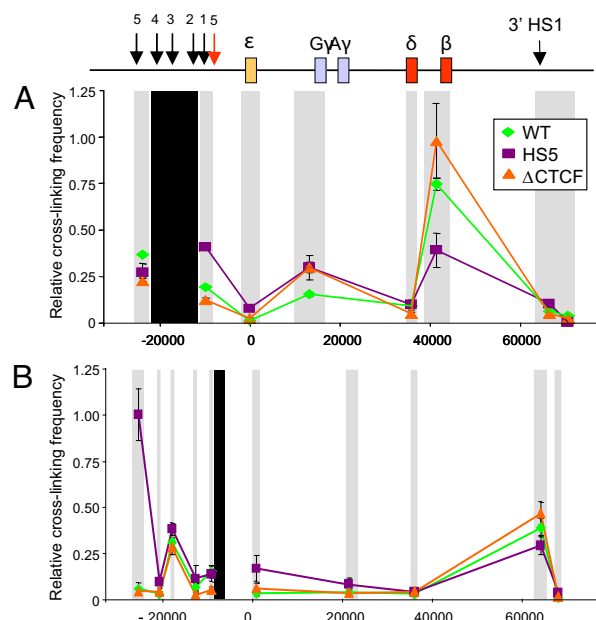 5 4 3 2 1 5 ε Gγ Aγ δ β 3' HS1
A
Relative cross-linking frequency
1.25
1.00
0.75
0.50
0.25
0
WT
HS5
ΔCTCF
-20000 0 20000 40000 60000
B
Relative cross-linking frequency
1.25
1.00
0.75
0.50
0.25
0
- 20000 0 20000 40000 60000